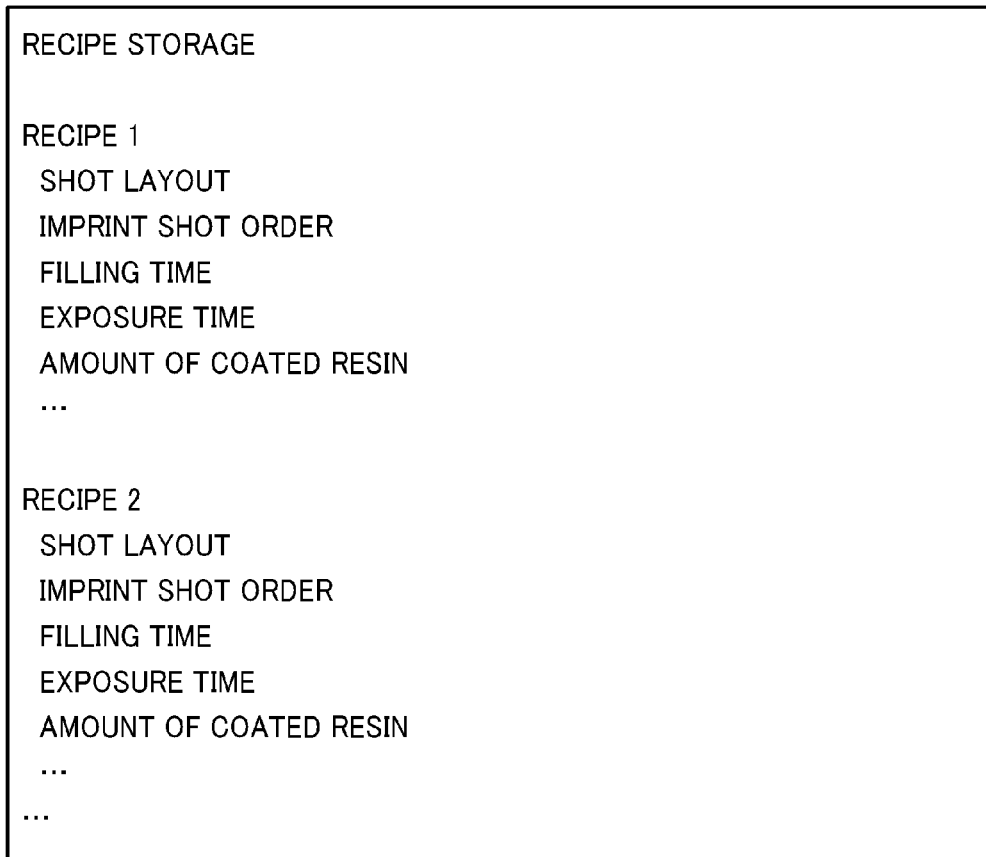 RECIPE STORAGE
RECIPE 1
SHOT LAYOUT
IMPRINT SHOT ORDER
FILLING TIME
EXPOSURE TIME
AMOUNT OF COATED RESIN
...
RECIPE 2
SHOT LAYOUT
IMPRINT SHOT ORDER
FILLING TIME
EXPOSURE TIME
AMOUNT OF COATED RESIN
...
...